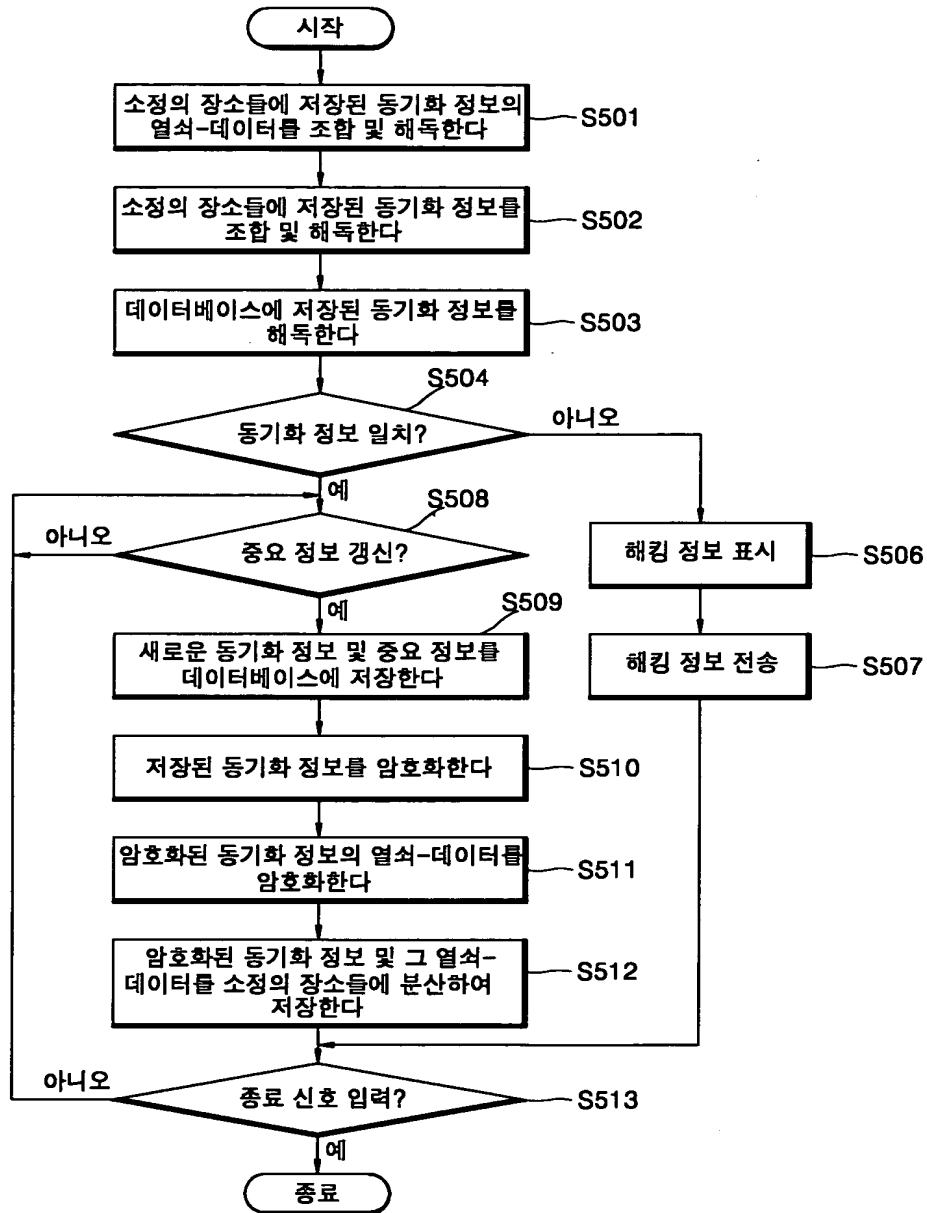 시작
소정의 장소들에 저장된 동기화 정보의
열쇠-데이터를 조합 및 해독한다
S501
소정의 장소들에 저장된 동기화 정보를
조합 및 해독한다
S502
데이터베이스에 저장된 동기화 정보를
해독한다
S503
S504
동기화 정보 일치?
아니오
예
S508
아니오
중요 정보 갱신?
해킹 정보 표시
S506
예
S509
새로운 동기화 정보 및 중요 정보를
데이터베이스에 저장한다
해킹 정보 전송
S507
저장된 동기화 정보를 암호화한다
S510
암호화된 동기화 정보의 열쇠-데이터를
암호화한다
S511
암호화된 동기화 정보 및 그 열쇠-
데이터를 소정의 장소들에 분산하여
저장한다
S512
아니오
종료 신호 입력?
S513
예
종료